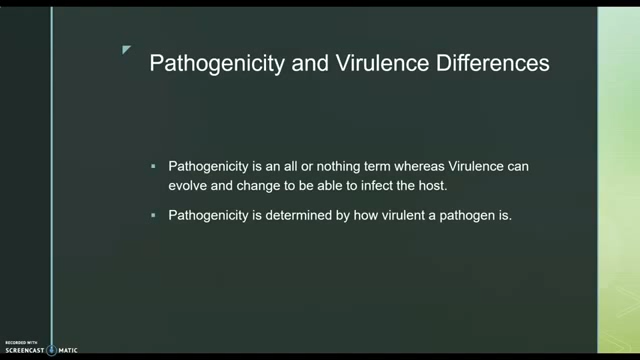 Pathogenicity and Virulence Differences
▪ Pathogenicity is an all or nothing term whereas Virulence can
evolve and change to be able to infect the host.
▪ Pathogenicity is determined by how virulent a pathogen is.
RECORDED WITH
SCREENCAST MATIC